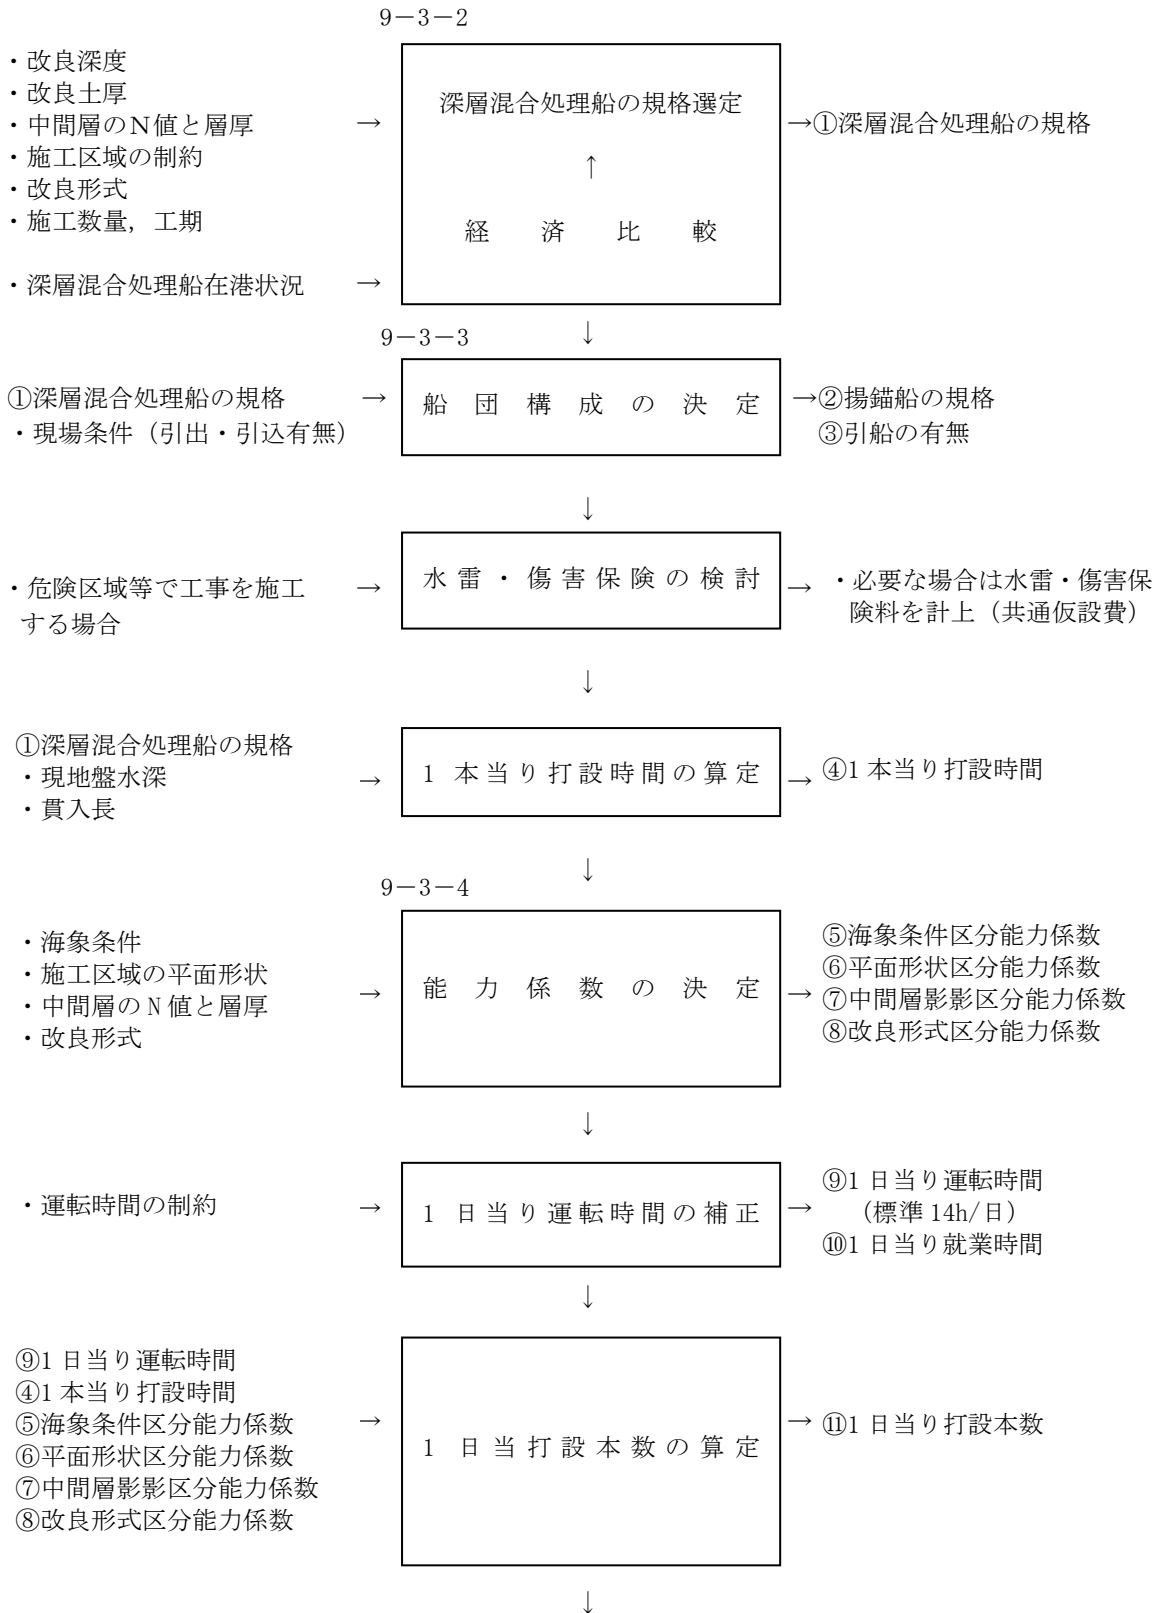 9－3－2
・改良深度
・改良土厚
・中間層のＮ値と層厚
・施工区域の制約
・改良形式
・施工数量，工期
・深層混合処理船在港状況
→
→
深層混合処理船の規格選定
↑
経済比較
→①深層混合処理船の規格
↓
9－3－3
①深層混合処理船の規格
・現場条件（引出・引込有無）
→
船団構成の決定
→②揚錨船の規格
③引船の有無
↓
・危険区域等で工事を施工
する場合
→
水雷・傷害保険の検討
→
・必要な場合は水雷・傷害保
険料を計上（共通仮設費）
↓
①深層混合処理船の規格
・現地盤水深
・貫入長
→
1 本当り打設時間の算定
→
④1 本当り打設時間
↓
9－3－4
・海象条件
・施工区域の平面形状
・中間層の N 値と層厚
・改良形式
→
能力係数の決定
→
⑤海象条件区分能力係数
⑥平面形状区分能力係数
⑦中間層影影区分能力係数
⑧改良形式区分能力係数
↓
・運転時間の制約
→
1 日当り運転時間の補正
→
⑨1 日当り運転時間
（標準 14h/日）
⑩1 日当り就業時間
↓
⑨1 日当り運転時間
④1 本当り打設時間
⑤海象条件区分能力係数
⑥平面形状区分能力係数
⑦中間層影影区分能力係数
⑧改良形式区分能力係数
→
1 日当打設本数の算定
→
⑪1 日当り打設本数
↓